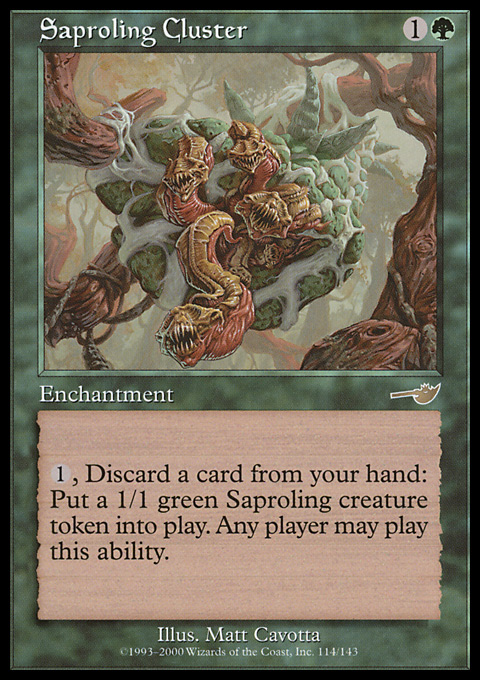 Saproling Cluster 1
Enchantment
1, Discard a card from your hand:
Put a 1/1 green Saproling creature
token into play. Any player may play
this ability.
Illus. Matt Cavotta
©1993-2000 Wizards of the Coast, Inc. 114/143